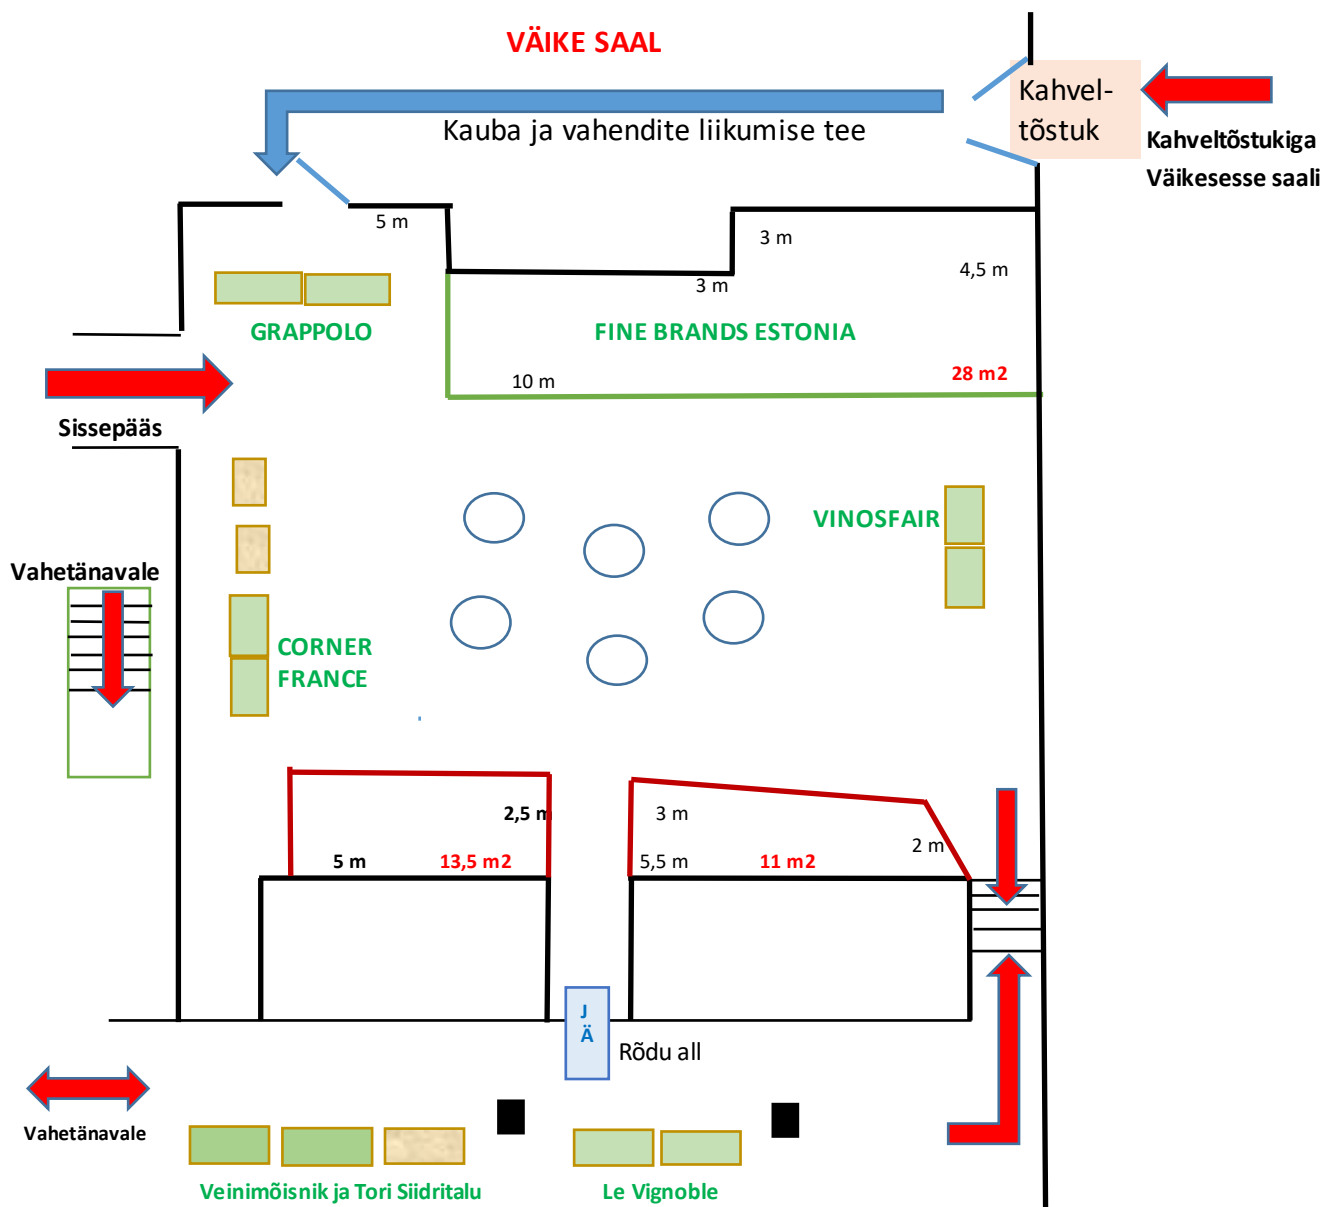 VÄIKE SAAL
Kahvel-
tõstuk
Kauba ja vahendite liikumise tee
Kahveltõstukiga
Väikesesse saali
5 m
3 m
4,5 m
3 m
GRAPPOLO
FINE BRANDS ESTONIA
10 m
28 m2
Sissepääs
VINOSFAIR
Vahetänavale
CORNER
FRANCE
2,5 m
3 m
2 m
5 m
13,5 m2
5,5 m
11 m2
J
Ä
Rõdu all
Vahetänavale
Veinimõisnik ja Tori Siidritalu
Le Vignoble